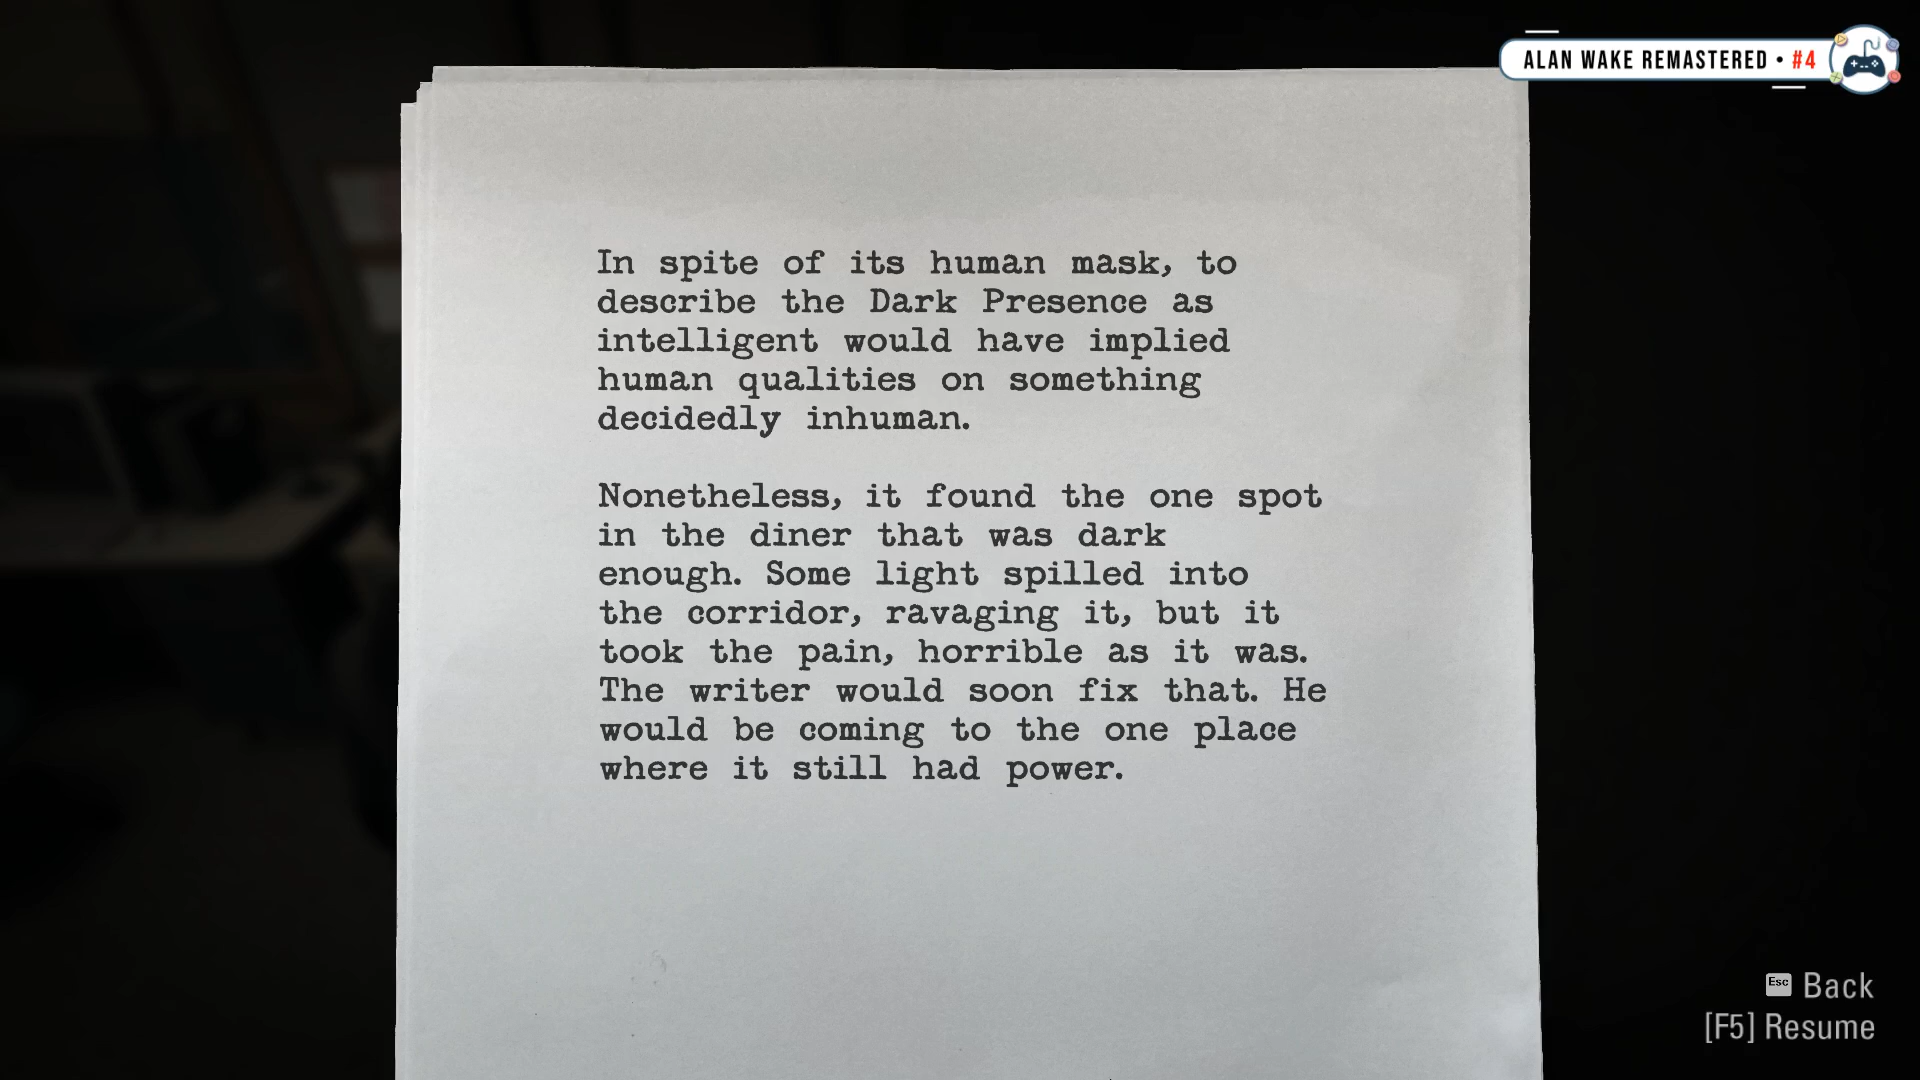 ALAN WAKE REMASTERED • #4
In spite of its human mask, to
describe the Dark Presence as
intelligent would have implied
human qualities on something
decidedly inhuman.
Nonetheless, it found the one spot
in the diner that was dark
enough. Some light spilled into
the corridor, ravaging it, but it
took the pain, horrible as it was.
The writer would soon fix that. He
would be coming to the one place
where it still had power.
Esc Back
[F5] Resume